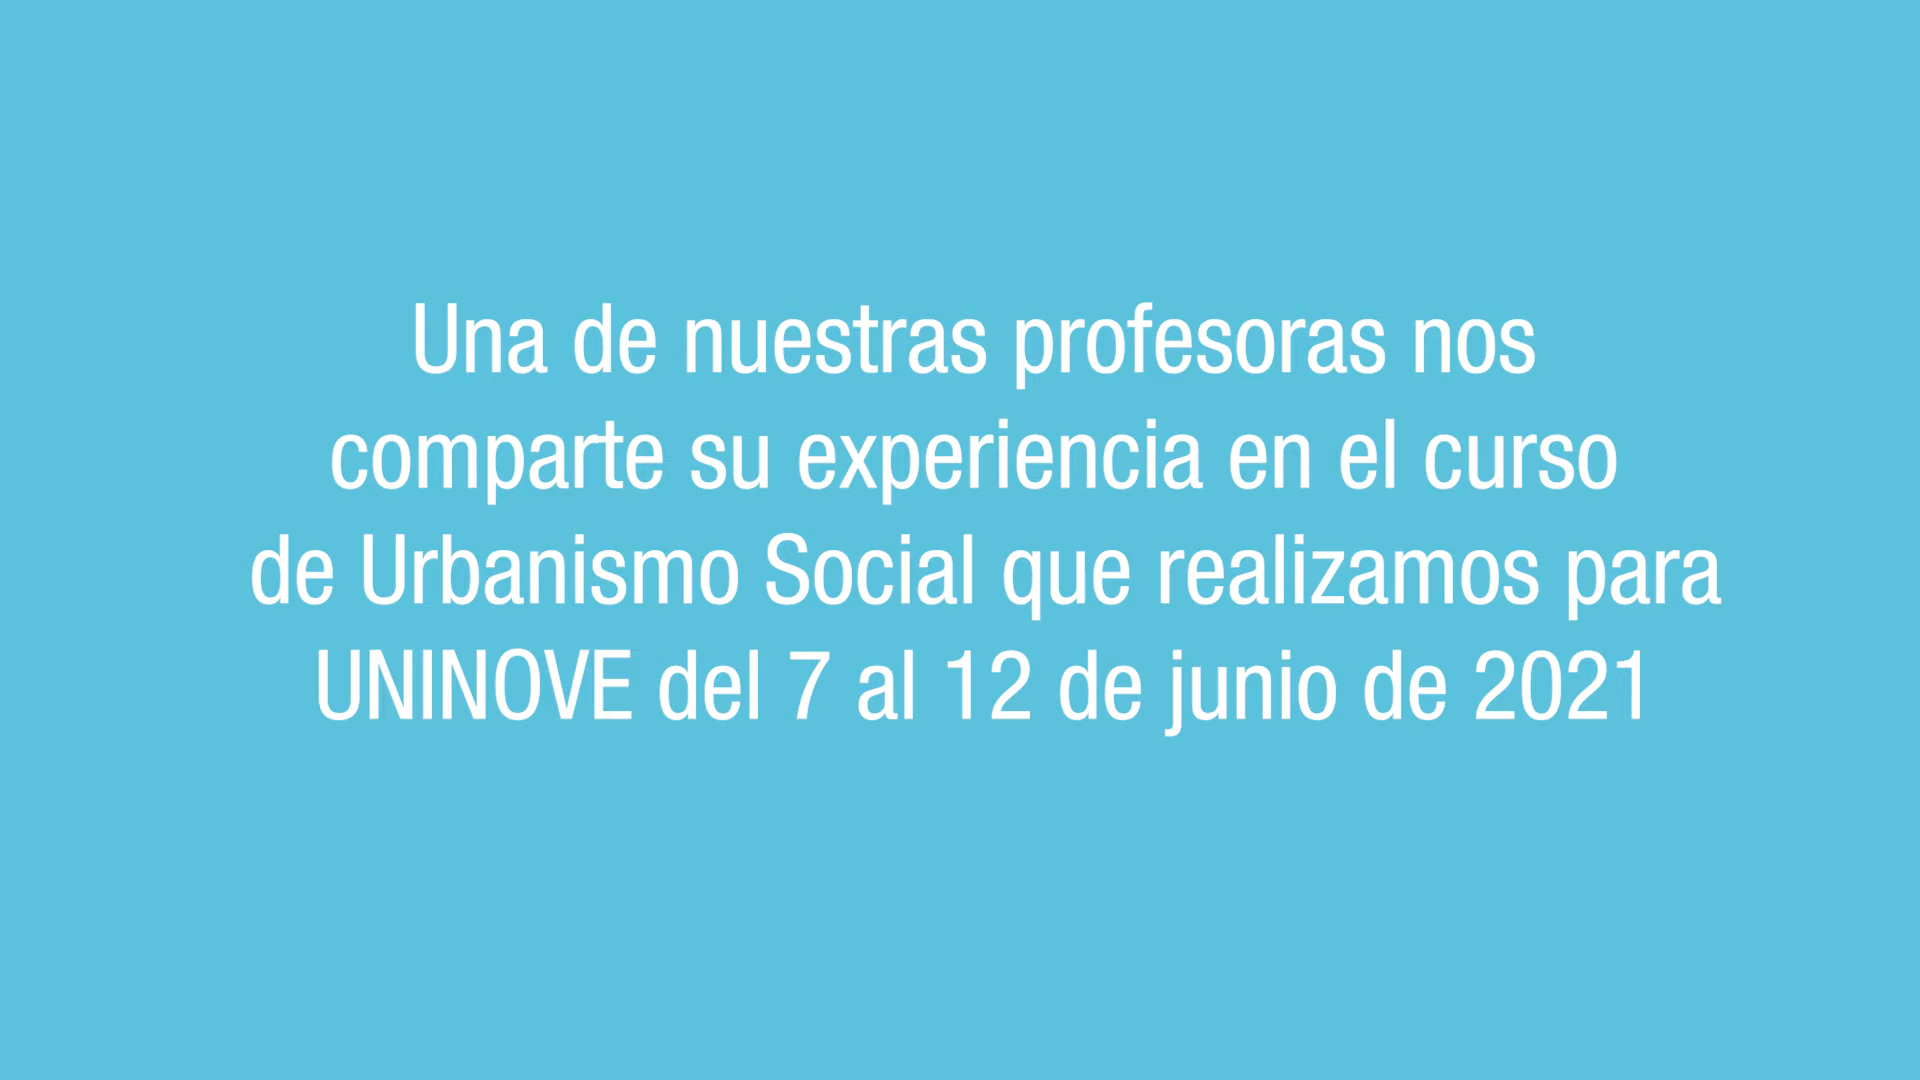 Una de nuestras profesoras nos
comparte su experiencia en el curso
de Urbanismo Social que realizamos para
UNINOVE del 7 al 12 de junio de 2021